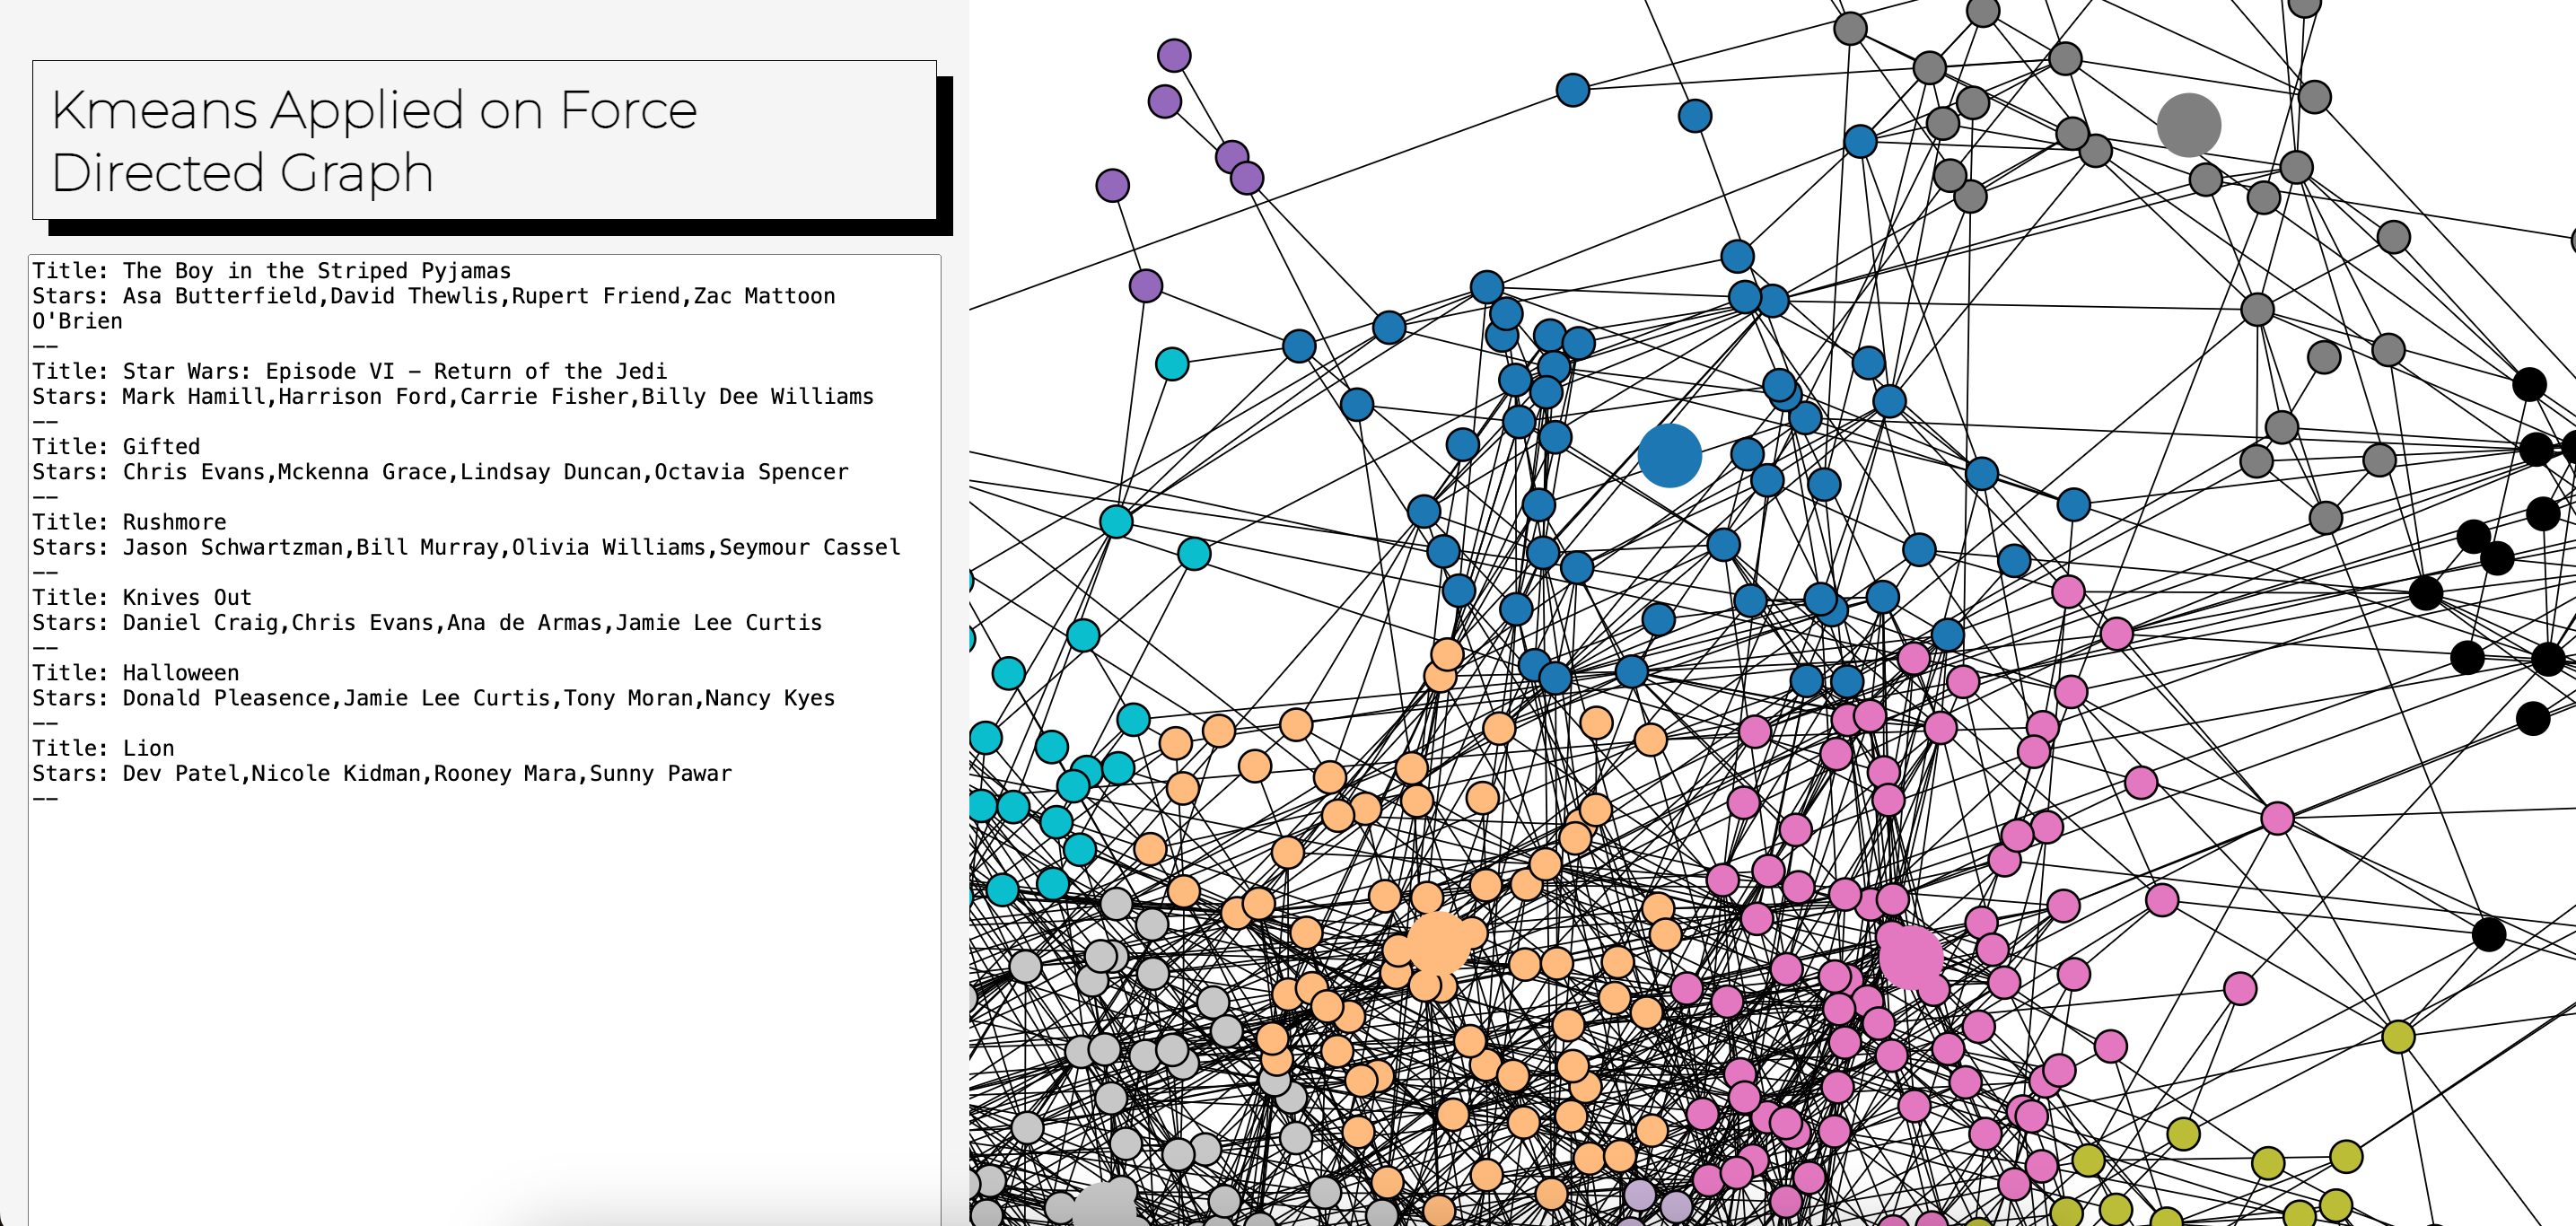 Kmeans Applied on Force
Directed Graph
Title: The Boy in the Striped Pyjamas
Stars: Asa Butterfield,David Thewlis,Rupert Friend,Zac Mattoon
O'Brien
––
Title: Star Wars: Episode VI – Return of the Jedi
Stars: Mark Hamill,Harrison Ford,Carrie Fisher,Billy Dee Williams
––
Title: Gifted
Stars: Chris Evans,Mckenna Grace,Lindsay Duncan,Octavia Spencer
––
Title: Rushmore
Stars: Jason Schwartzman,Bill Murray,Olivia Williams,Seymour Cassel
––
Title: Knives Out
Stars: Daniel Craig,Chris Evans,Ana de Armas,Jamie Lee Curtis
––
Title: Halloween
Stars: Donald Pleasence,Jamie Lee Curtis,Tony Moran,Nancy Kyes
––
Title: Lion
Stars: Dev Patel,Nicole Kidman,Rooney Mara,Sunny Pawar
––